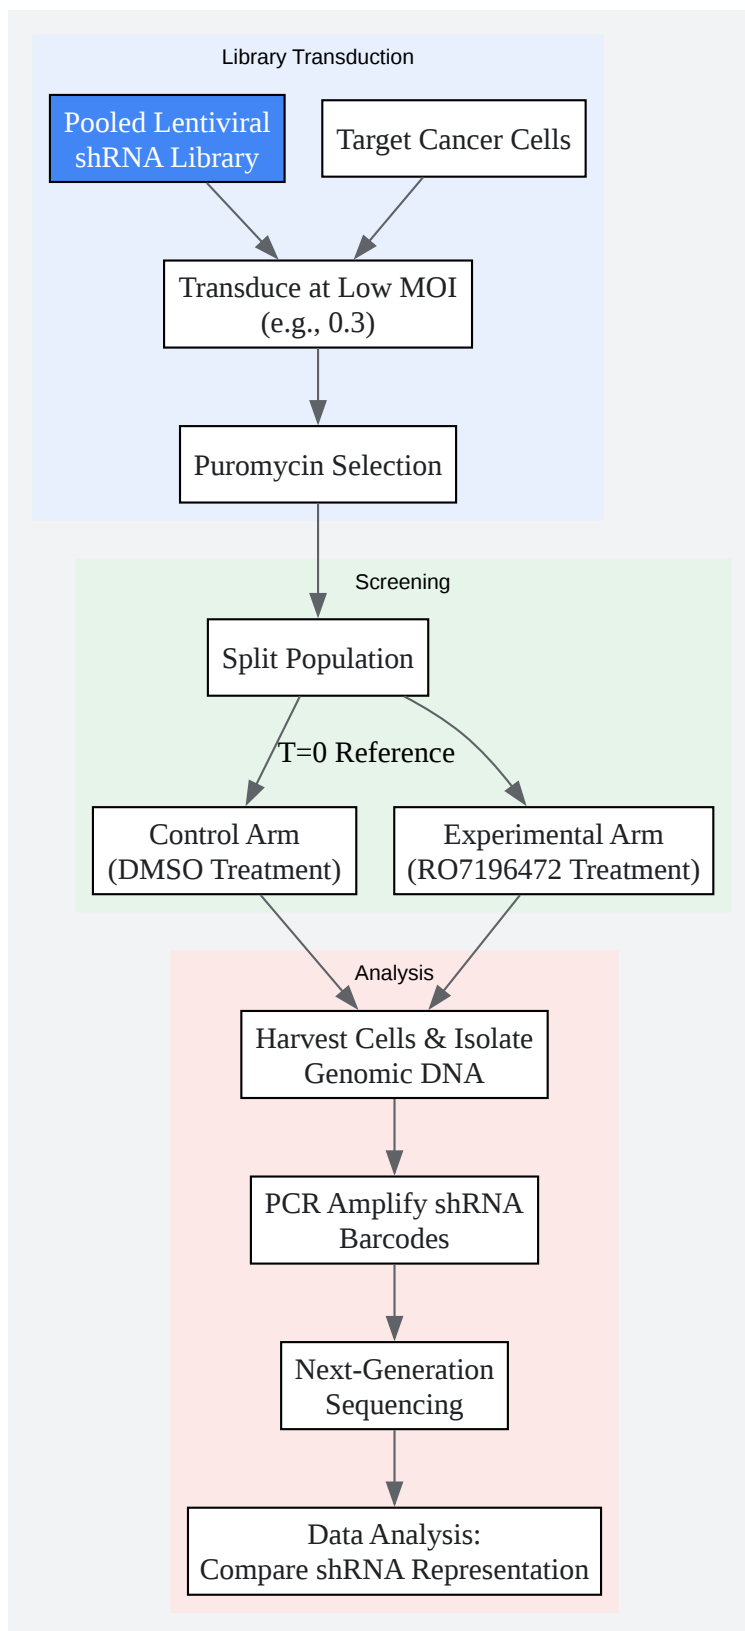 Library Transduction
Pooled Lentiviral
shRNA Library
Target Cancer Cells
Transduce at Low MOI
(e.g., 0.3)
Puromycin Selection
Screening
Split Population
T=0 Reference
Control Arm
(DMSO Treatment)
Experimental Arm
(RO7196472 Treatment)
Analysis
Harvest Cells & Isolate
Genomic DNA
PCR Amplify shRNA
Barcodes
Next-Generation
Sequencing
Data Analysis:
Compare shRNA Representation